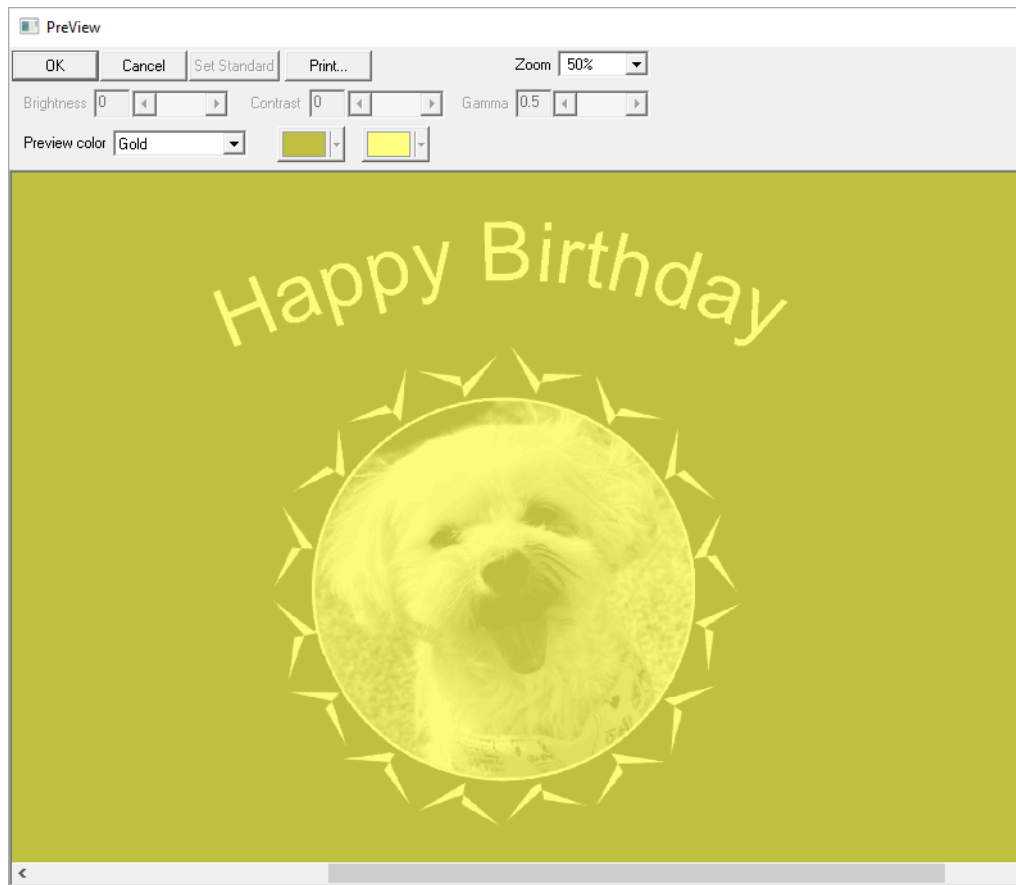 PreView
OK Cancel Set Standard Print... Zoom 50%
Brightness 0 Contrast 0 Gamma 0.5
Preview color Gold
Happy Birthday